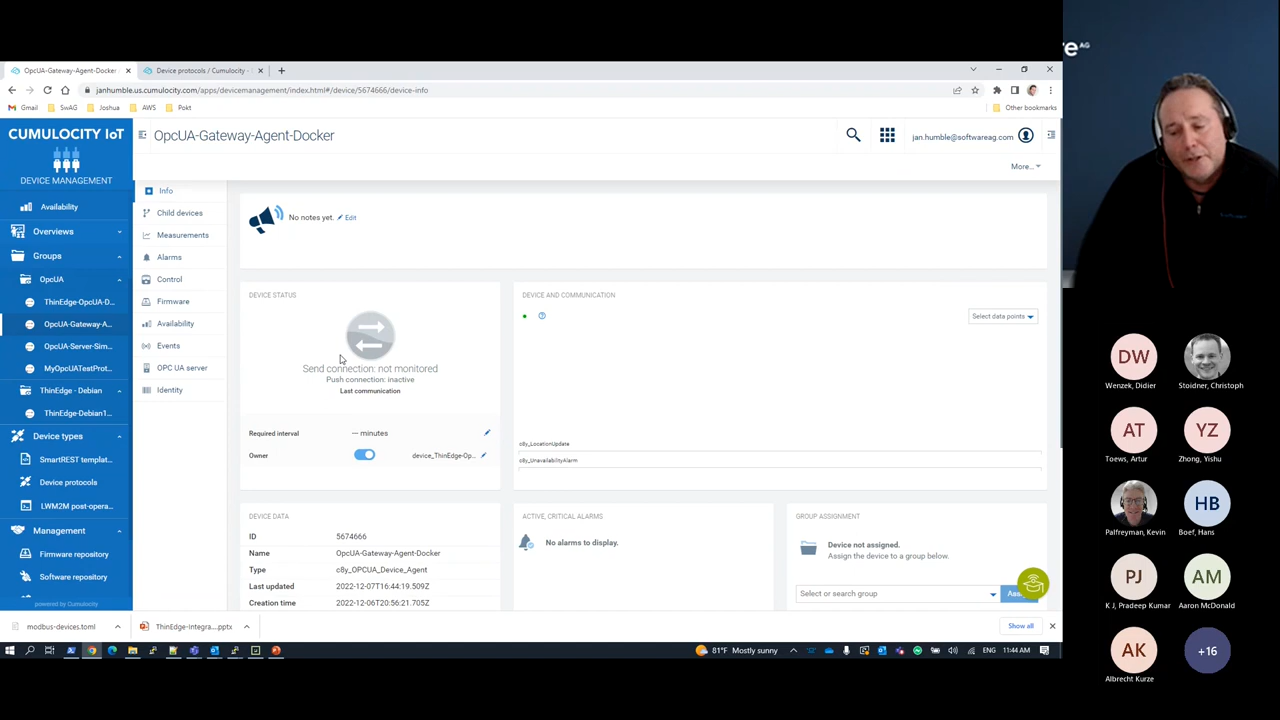 OpcUA-Gateway-Agent-Docker
Device protocols / Cumulocity -
janhumble.us.cumulocity.com/apps/devicemanagement/index.html#/device/5674666/device-info
Gmail
SwAG
Joshua
AWS
Pokt
Other bookmarks
re AG
CUMULOCITY IoT
DEVICE MANAGEMENT
OpcUA-Gateway-Agent-Docker
jan.humble@softwareag.com
More...
Availability
Overviews
Groups
OpcUA
ThinEdge-OpcUA-D...
OpcUA-Gateway-A...
OpcUA-Server-Sim...
MyOpcUATestProt...
ThinEdge - Debian
ThinEdge-Debian1...
Device types
SmartREST templat...
Device protocols
LWM2M post-opera...
Management
Firmware repository
Software repository
powered by Cumulocity
Info
Child devices
Measurements
Alarms
Control
Firmware
Availability
Events
OPC UA server
Identity
No notes yet.
Edit
DEVICE STATUS
Send connection: not monitored
Push connection: inactive
Last communication
Required interval
— minutes
Owner
device_ThinEdge-Op...
DEVICE AND COMMUNICATION
Select data points
c8y_LocationUpdate
c8y_UnavailabilityAlarm
DEVICE DATA
ID
5674666
Name
OpcUA-Gateway-Agent-Docker
Type
c8y_OPCUA_Device_Agent
Last updated
2022-12-07T16:44:19.509Z
Creation time
2022-12-06T20:56:21.705Z
ACTIVE, CRITICAL ALARMS
No alarms to display.
GROUP ASSIGNMENT
Device not assigned.
Assign the device to a group below.
Select or search group
modbus-devices.toml
ThinEdge-Integra....pptx
Show all
81°F Mostly sunny
ENG
11:44 AM
DW
Wenzek, Didier
Stoidner, Christoph
AT
Toews, Artur
YZ
Zhong, Yishu
Palfreyman, Kevin
HB
Boef, Hans
PJ
K J, Pradeep Kumar
AM
Aaron McDonald
AK
Albrecht Kurze
+16